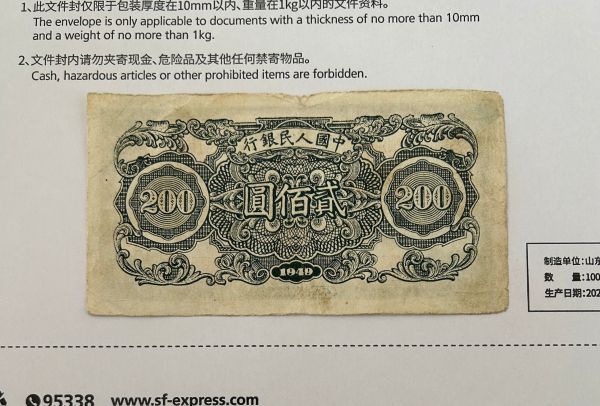 1、此文件封仅限于包装厚度在10mm以内、重量在1kg以内的文件资料。
The envelope is only applicable to documents with a thickness of no more than 10mm
and a weight of no more than 1kg.
2、文件封内请勿夹寄现金、危险品及其他任何禁寄物品。
Cash, hazardous articles or other prohibited items are forbidden.
行銀民人國中
200 圓佰貳 200
1949
制造单位:山东
数 量:100
生产日期:202
95338 www.sf-express.com